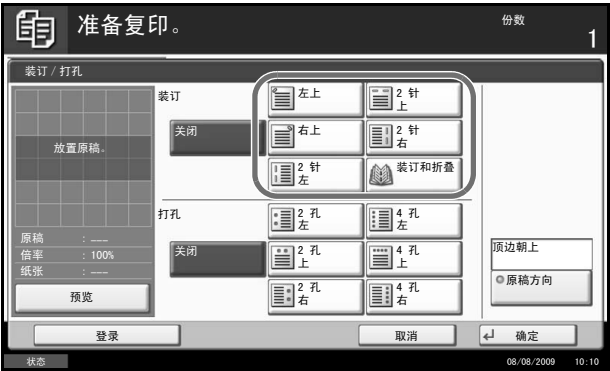 准备复印。
份数
1
装订 / 打孔
放置原稿。
原稿 : ---
倍率 : 100%
纸张 : ---
预览
装订
关闭
左上
2 针
上
右上
2 针
右
2 针
左
装订和折叠
打孔
关闭
2 孔
左
4 孔
左
2 孔
上
4 孔
上
2 孔
右
4 孔
右
顶边朝上
原稿方向
登录
取消
确定
状态
08/08/2009 10:10